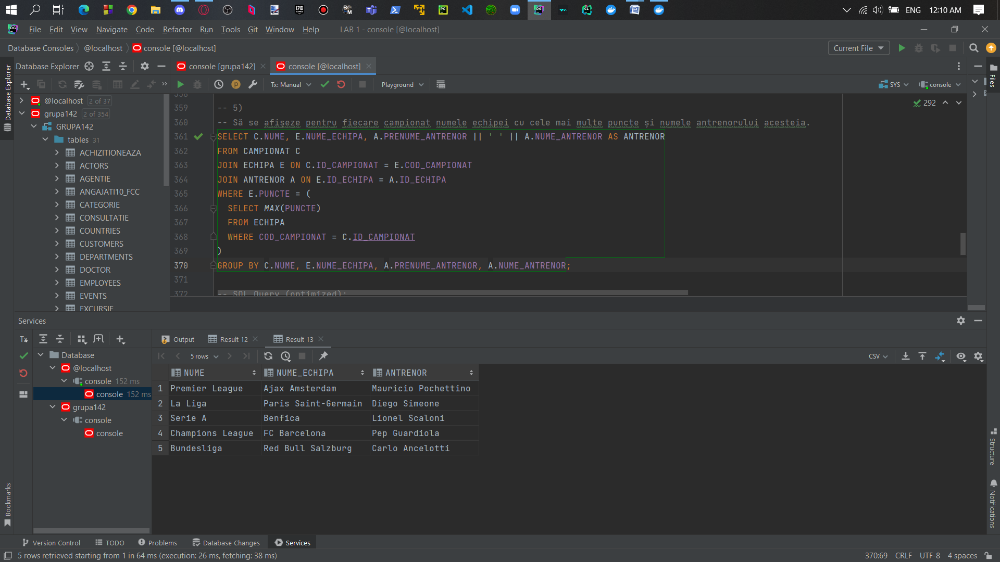 ENG
12:10 AM
File Edit View Navigate Code Refactor Run Tools Git Window Help
LAB 1 - console [@localhost]
Database Consoles @localhost console [@localhost]
Current File
Database Explorer
console [grupa142]
console [@localhost]
Tx: Manual
Playground
SYS
console
Database Explorer
Files
@localhost 2 of 37
grupa142 2 of 354
GRUPA142
tables 31
ACHIZITIONEAZA
ACTORS
AGENTIE
ANGAJATI10_FCC
CATEGORIE
CONSULTATIE
COUNTRIES
CUSTOMERS
DEPARTMENTS
DOCTOR
EMPLOYEES
EVENTS
EXCURSIE
292
358
359 -- 5)
360 -- Să se afișeze pentru fiecare campionat numele echipei cu cele mai multe puncte și numele antrenorului acesteia.
361 SELECT C.NUME, E.NUME_ECHIPA, A.PRENUME_ANTRENOR || ' ' || A.NUME_ANTRENOR AS ANTRENOR
362 FROM CAMPIONAT C
363 JOIN ECHIPA E ON C.ID_CAMPIONAT = E.COD_CAMPIONAT
364 JOIN ANTRENOR A ON E.ID_ECHIPA = A.ID_ECHIPA
365 WHERE E.PUNCTE = (
366 SELECT MAX(PUNCTE)
367 FROM ECHIPA
368 WHERE COD_CAMPIONAT = C.ID_CAMPIONAT
369 )
370 GROUP BY C.NUME, E.NUME_ECHIPA, A.PRENUME_ANTRENOR, A.NUME_ANTRENOR;
371
372 -- SQL Query (optimized):
Services
Tx
Database
@localhost
console 152 ms
console 152 ms
grupa142
console
console
Output
Result 12
Result 13
5 rows
CSV
NUME NUME_ECHIPA ANTRENOR
1 Premier League Ajax Amsterdam Mauricio Pochettino
2 La Liga Paris Saint-Germain Diego Simeone
3 Serie A Benfica Lionel Scaloni
4 Champions League FC Barcelona Pep Guardiola
5 Bundesliga Red Bull Salzburg Carlo Ancelotti
Bookmarks
Structure
Notifications
Version Control TODO Problems Database Changes Services
5 rows retrieved starting from 1 in 64 ms (execution: 26 ms, fetching: 38 ms)
370:69 CRLF UTF-8 4 spaces